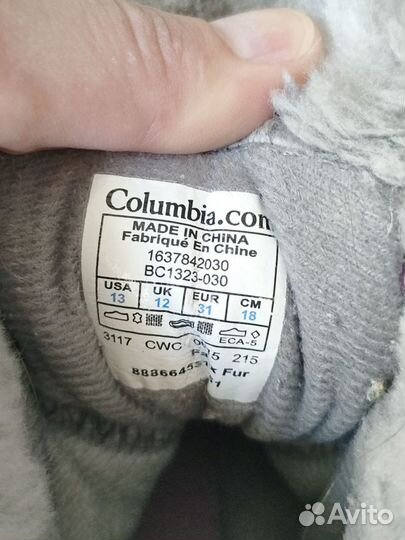 Columbia.com
MADE IN CHINA
Fabriqué En Chine
1637842030
BC1323-030
USA UK EUR CM
13 12 31 18
ECA-5
3117 CWC 215
Fur
Avito